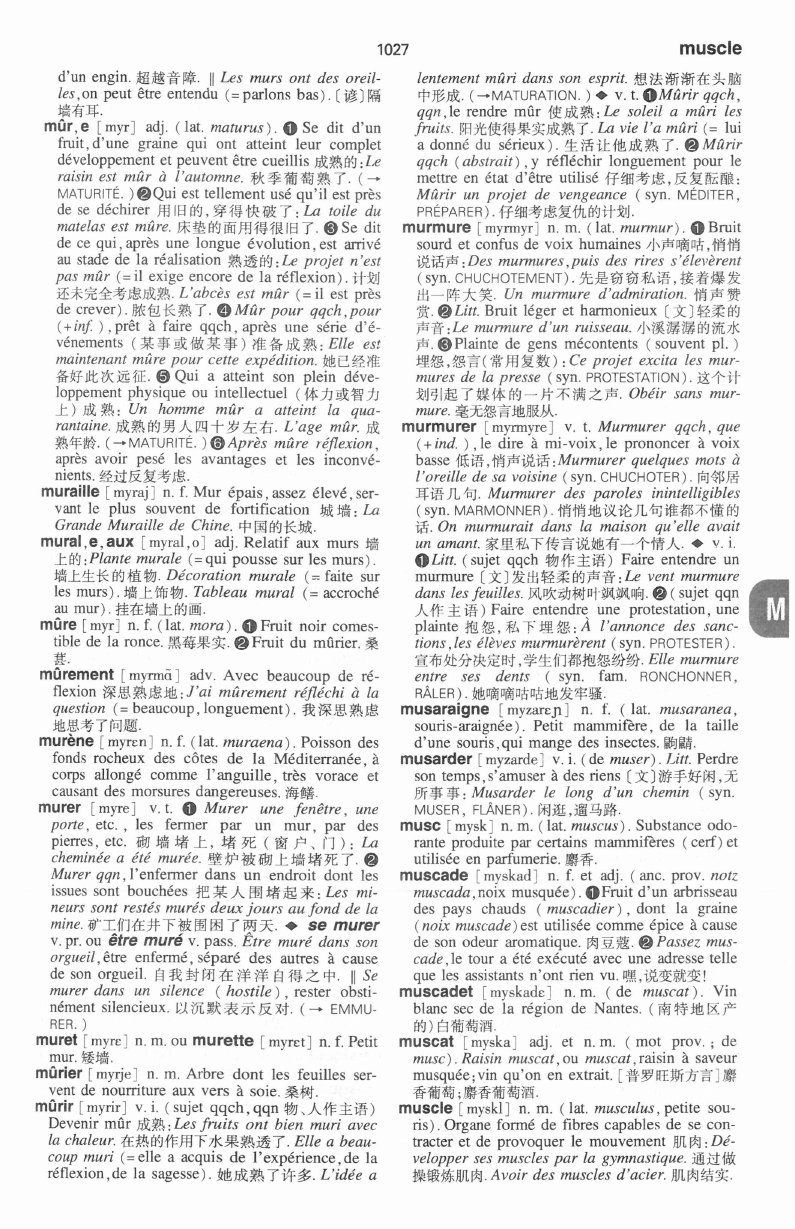 1027
muscle
d'un engin. 超越音障. ‖ Les murs ont des oreil-
les,on peut être entendu (=parlons bas).〔谚〕隔
墙有耳.
mûr,e [myr] adj. (lat. maturus). ❶ Se dit d'un
fruit,d'une graine qui ont atteint leur complet
développement et peuvent être cueillis 成熟的:Le
raisin est mûr à l'automne. 秋季葡萄熟了. (→
MATURITÉ. )❷Qui est tellement usé qu'il est près
de se déchirer 用旧的,穿得快破了:La toile du
matelas est mûre. 床垫的面用得很旧了. ❸Se dit
de ce qui,après une longue évolution,est arrivé
au stade de la réalisation 熟透的:Le projet n'est
pas mûr (=il exige encore de la réflexion). 计划
还未完全考虑成熟. L'abcès est mûr (=il est près
de crever). 脓包长熟了. ❹Mûr pour qqch,pour
(+inf. ),prêt à faire qqch,après une série d'é-
vénements (某事或做某事)准备成熟:Elle est
maintenant mûre pour cette expédition. 她已经准
备好此次远征. ❺ Qui a atteint son plein déve-
loppement physique ou intellectuel (体力或智力
上) 成熟: Un homme mûr a atteint la qua-
rantaine. 成熟的男人四十岁左右. L'age mûr. 成
熟年龄. (→MATURITÉ. )❻Après mûre réflexion,
après avoir pesé les avantages et les inconvé-
nients. 经过反复考虑.
muraille [myraj] n. f. Mur épais,assez élevé,ser-
vant le plus souvent de fortification 城墙: La
Grande Muraille de Chine. 中国的长城.
mural,e,aux [myral,o] adj. Relatif aux murs 墙
上的:Plante murale (=qui pousse sur les murs).
墙上生长的植物. Décoration murale (= faite sur
les murs). 墙上饰物. Tableau mural (= accroché
au mur). 挂在墙上的画.
mûre [myr] n. f. (lat. mora). ❶ Fruit noir comes-
tible de la ronce. 黑莓果实. ❷Fruit du mûrier. 桑
葚.
mûrement [myrmɑ̃] adv. Avec beaucoup de ré-
flexion 深思熟虑地:J'ai mûrement réfléchi à la
question (= beaucoup,longuement). 我深思熟虑
地思考了问题.
murène [myrɛn] n. f. (lat. muraena). Poisson des
fonds rocheux des côtes de la Méditerranée,à
corps allongé comme l'anguille, très vorace et
causant des morsures dangereuses. 海鳝.
murer [myre] v. t. ❶ Murer une fenêtre, une
porte, etc. , les fermer par un mur, par des
pierres, etc. 砌墙堵上, 堵死 (窗户、门): La
cheminée a été murée. 壁炉被砌上墙堵死了. ❷
Murer qqn,l'enfermer dans un endroit dont les
issues sont bouchées 把某人围堵起来: Les mi-
neurs sont restés murés deux jours au fond de la
mine. 矿工们在井下被围困了两天. ◆ se murer
v. pr. ou être muré v. pass. Être muré dans son
orgueil,être enfermé,séparé des autres à cause
de son orgueil. 自我封闭在洋洋自得之中. ‖ Se
murer dans un silence ( hostile) , rester obsti-
nément silencieux. 以沉默表示反对. (→ EMMU-
RER. )
muret [myrɛ] n. m. ou murette [myrɛt] n. f. Petit
mur. 矮墙.
mûrier [myrje] n. m. Arbre dont les feuilles ser-
vent de nourriture aux vers à soie. 桑树.
mûrir [myrir] v. i. (sujet qqch,qqn 物、人作主语)
Devenir mûr 成熟:Les fruits ont bien muri avec
la chaleur. 在热的作用下水果熟透了. Elle a beau-
coup muri (=elle a acquis de l'expérience,de la
réflexion,de la sagesse). 她成熟了许多. L'idée a
lentement mûri dans son esprit. 想法渐渐在头脑
中形成. (→MATURATION. ) ◆ v. t. ❶Mûrir qqch,
qqn,le rendre mûr 使成熟:Le soleil a mûri les
fruits. 阳光使得果实成熟了. La vie l'a mûri (= lui
a donné du sérieux). 生活让他成熟了. ❷Mûrir
qqch (abstrait),y réfléchir longuement pour le
mettre en état d'être utilisé 仔细考虑,反复酝酿:
Mûrir un projet de vengeance (syn. MÉDITER,
PRÉPARER). 仔细考虑复仇的计划.
murmure [myrmyr] n. m. (lat. murmur). ❶Bruit
sourd et confus de voix humaines 小声嘀咕,悄悄
说话声:Des murmures,puis des rires s'élevèrent
(syn. CHUCHOTEMENT). 先是窃窃私语,接着爆发
出一阵大笑. Un murmure d'admiration. 悄声赞
赏. ❷Litt. Bruit léger et harmonieux〔文〕轻柔的
声音:Le murmure d'un ruisseau. 小溪潺潺的流水
声. ❸Plainte de gens mécontents (souvent pl. )
埋怨,怨言(常用复数):Ce projet excita les mur-
mures de la presse (syn. PROTESTATION). 这个计
划引起了媒体的一片不满之声. Obéir sans mur-
mure. 毫无怨言地服从.
murmurer [myrmyre] v. t. Murmurer qqch, que
(+ind. ),le dire à mi-voix,le prononcer à voix
basse 低语,悄声说话:Murmurer quelques mots à
l'oreille de sa voisine (syn. CHUCHOTER). 向邻居
耳语几句. Murmurer des paroles inintelligibles
(syn. MARMONNER). 悄悄地议论几句谁都不懂的
话. On murmurait dans la maison qu'elle avait
un amant. 家里私下传言说她有一个情人. ◆ v. i.
❶Litt. (sujet qqch 物作主语) Faire entendre un
murmure〔文〕发出轻柔的声音:Le vent murmure
dans les feuilles. 风吹动树叶飒飒响. ❷(sujet qqn
人作主语) Faire entendre une protestation, une
plainte 抱怨,私下埋怨:À l'annonce des sanc-
tions,les élèves murmurèrent (syn. PROTESTER).
宣布处分决定时,学生们都抱怨纷纷. Elle murmure
entre ses dents ( syn. fam. RONCHONNER,
RÂLER). 她嘀嘀咕咕地发牢骚.
musaraigne [myzarɛɲ] n. f. ( lat. musaranea,
souris-araignée). Petit mammifère, de la taille
d'une souris,qui mange des insectes. 鼩鼱.
musarder [myzarde] v. i. (de muser). Litt. Perdre
son temps,s'amuser à des riens〔文〕游手好闲,无
所事事: Musarder le long d'un chemin (syn.
MUSER, FLÂNER). 闲逛,遛马路.
musc [mysk] n. m. (lat. muscus). Substance odo-
rante produite par certains mammifères (cerf) et
utilisée en parfumerie. 麝香.
muscade [myskad] n. f. et adj. (anc. prov. notz
muscada,noix musquée). ❶Fruit d'un arbrisseau
des pays chauds ( muscadier) , dont la graine
(noix muscade) est utilisée comme épice à cause
de son odeur aromatique. 肉豆蔻. ❷Passez mus-
cade,le tour a été exécuté avec une adresse telle
que les assistants n'ont rien vu. 嘿,说变就变!
muscadet [myskadɛ] n. m. ( de muscat). Vin
blanc sec de la région de Nantes. (南特地区产
的)白葡萄酒.
muscat [myska] adj. et n. m. ( mot prov. ; de
musc). Raisin muscat,ou muscat,raisin à saveur
musquée;vin qu'on en extrait. [普罗旺斯方言]麝
香葡萄;麝香葡萄酒.
muscle [myskl] n. m. (lat. musculus, petite sou-
ris). Organe formé de fibres capables de se con-
tracter et de provoquer le mouvement 肌肉:Dé-
velopper ses muscles par la gymnastique. 通过做
操锻炼肌肉. Avoir des muscles d'acier. 肌肉结实.
M